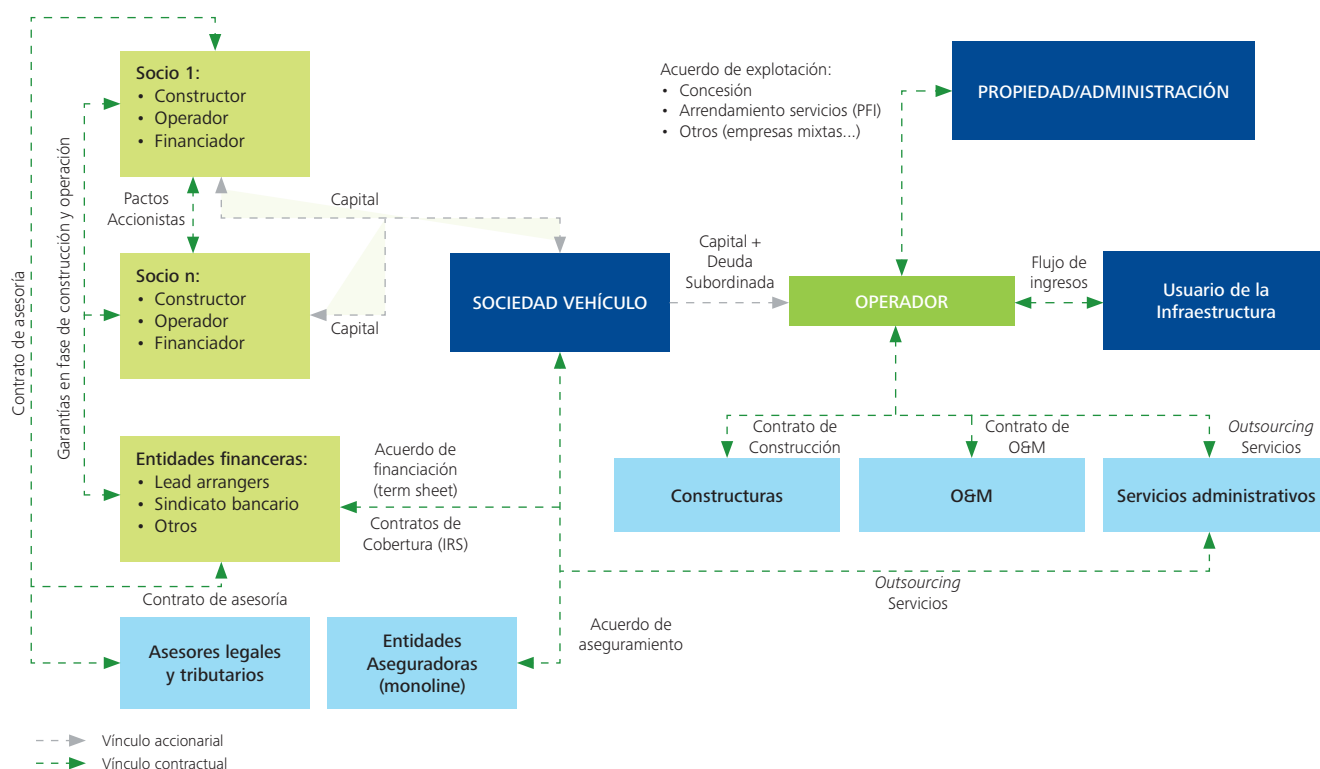 Socio 1:
• Constructor
• Operador
• Financiador
Acuerdo de explotación:
• Concesión
• Arrendamiento servicios (PFI)
• Otros (empresas mixtas...)
PROPIEDAD/ADMINISTRACIÓN
Contrato de asesoría
Garantías en fase de construcción y operación
Pactos
Accionistas
Capital
Socio n:
• Constructor
• Operador
• Financiador
Capital
SOCIEDAD VEHÍCULO
Capital +
Deuda
Subordinada
OPERADOR
Flujo de
ingresos
Usuario de la
Infraestructura
Entidades financeras:
• Lead arrangers
• Sindicato bancario
• Otros
Acuerdo de
financiación
(term sheet)
Contratos de
Cobertura (IRS)
Contrato de
Construcción
Contrato de
O&M
Outsourcing
Servicios
Constructuras
O&M
Servicios administrativos
Outsourcing
Servicios
Contrato de asesoría
Asesores legales
y tributarios
Entidades
Aseguradoras
(monoline)
Acuerdo de
aseguramiento
Vínculo accionarial
Vínculo contractual